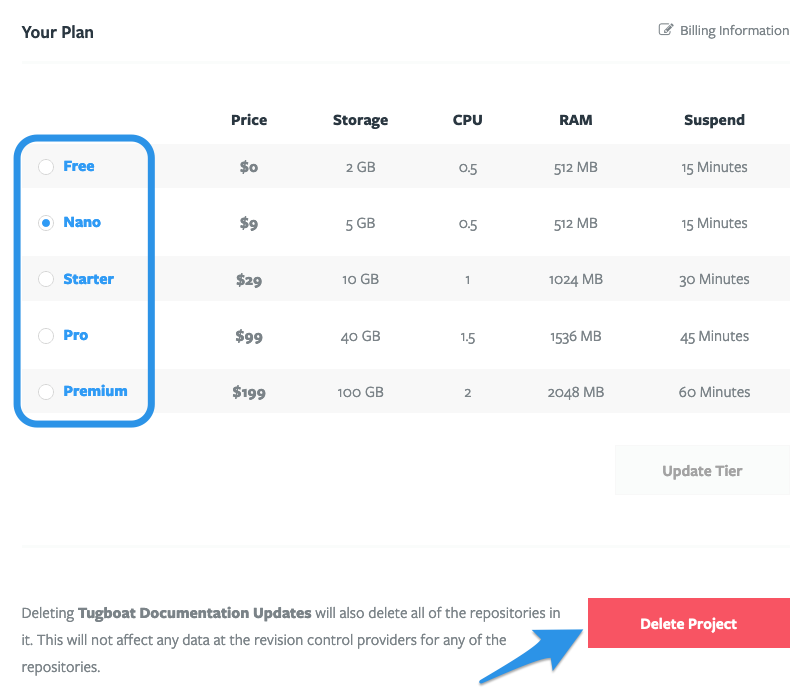 Your Plan
Billing Information
Price Storage CPU RAM Suspend
Free $0 2 GB 0.5 512 MB 15 Minutes
Nano $9 5 GB 0.5 512 MB 15 Minutes
Starter $29 10 GB 1 1024 MB 30 Minutes
Pro $99 40 GB 1.5 1536 MB 45 Minutes
Premium $199 100 GB 2 2048 MB 60 Minutes
Update Tier
Deleting Tugboat Documentation Updates will also delete all of the repositories in
it. This will not affect any data at the revision control providers for any of the
repositories.
Delete Project